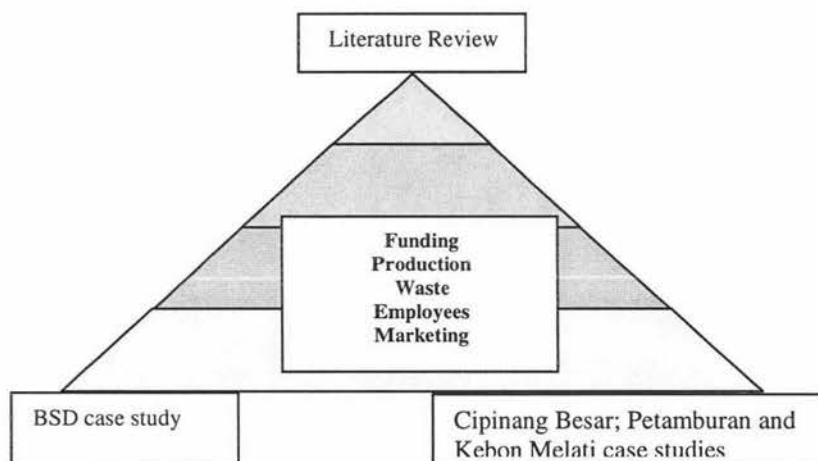 Literature Review
Funding
Production
Waste
Employees
Marketing
BSD case study
Cipinang Besar; Petamburan and
Kebon Melati case studies